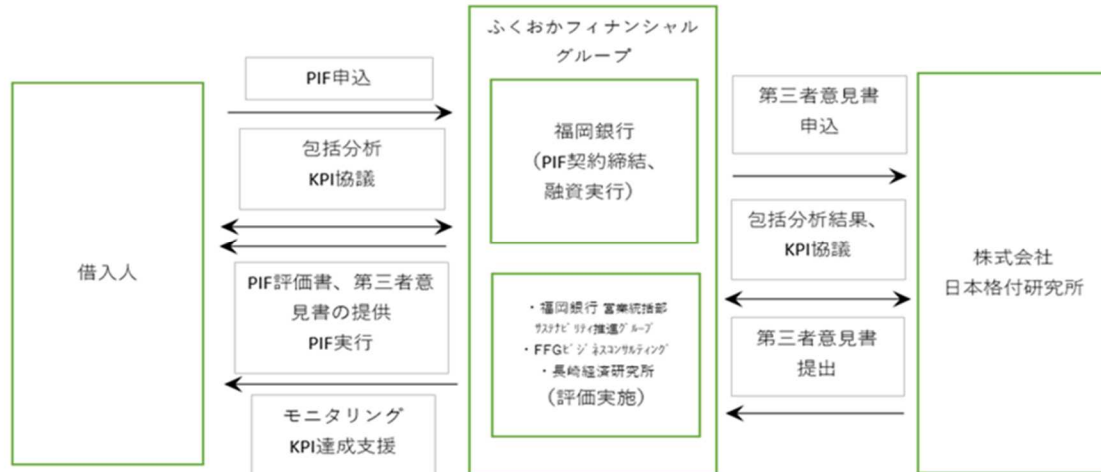 借入人
PIF申込
包括分析
KPI協議
PIF評価書、第三者意
見書の提供
PIF実行
モニタリング
KPI達成支援
ふくおかフィナンシャル
グループ
福岡銀行
（PIF契約締結、
融資実行）
・福岡銀行 営業統括部
ｻｽﾃﾅﾋﾞﾘﾃｨ推進ｸﾞﾙｰﾌﾟ
・FFGﾋﾞｼﾞﾈｽｺﾝｻﾙﾃｨﾝｸﾞ
・長崎経済研究所
（評価実施）
第三者意見書
申込
包括分析結果、
KPI協議
第三者意見書
提出
株式会社
日本格付研究所